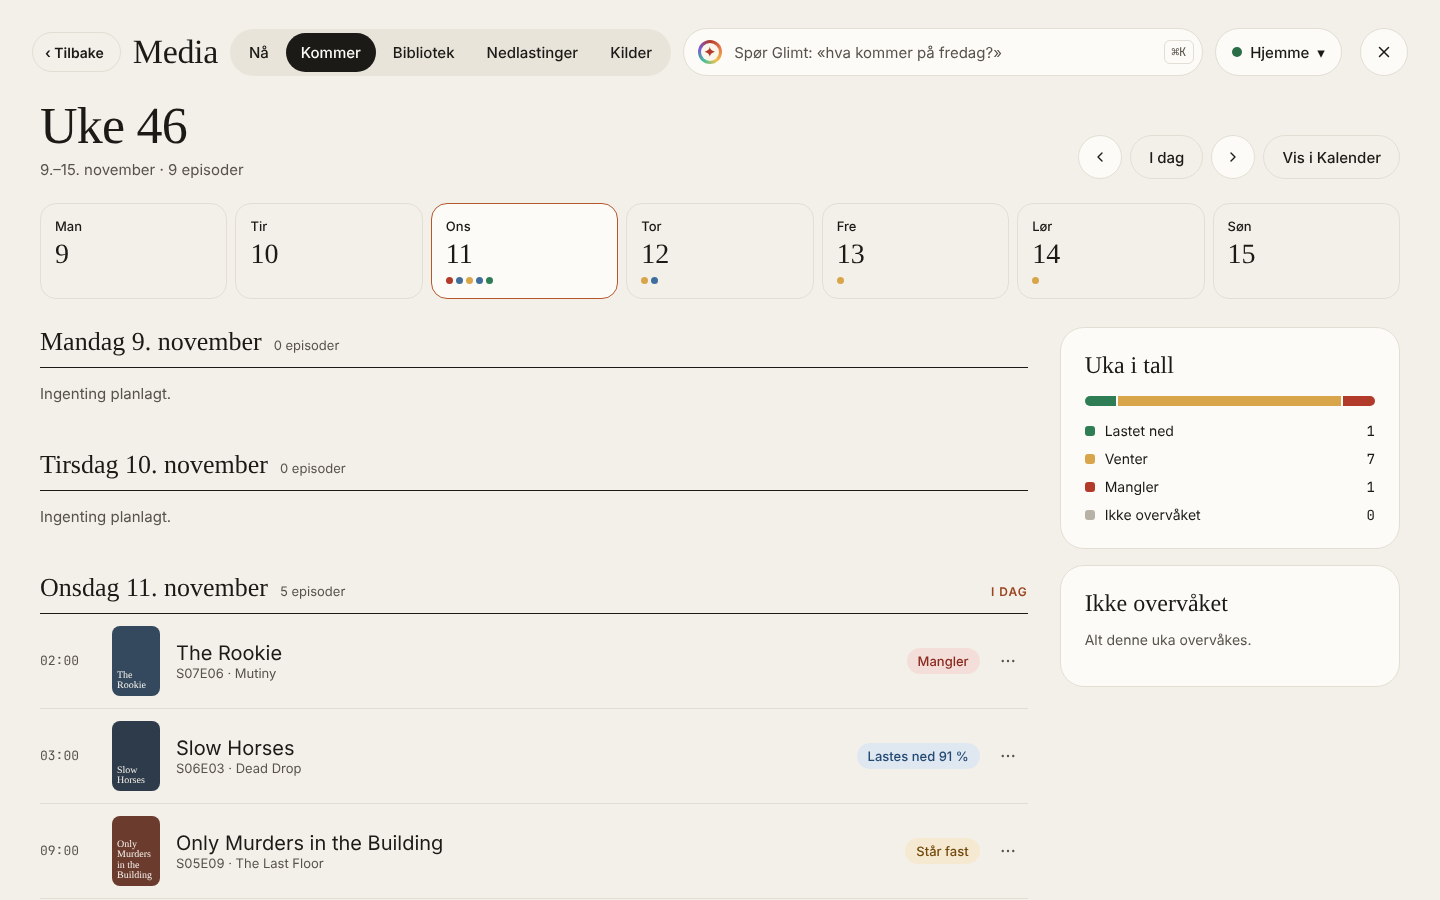 ‹ Tilbake
Media
Nå
Kommer
Bibliotek
Nedlastinger
Kilder
Spør Glimt: «hva kommer på fredag?»
⌘K
Hjemme ▾
Uke 46
9.–15. november · 9 episoder
I dag
Vis i Kalender
Man
9
Tir
10
Ons
11
Tor
12
Fre
13
Lør
14
Søn
15
Mandag 9. november 0 episoder
Ingenting planlagt.
Tirsdag 10. november 0 episoder
Ingenting planlagt.
Onsdag 11. november 5 episoder
I DAG
02:00
The
Rookie
The Rookie
S07E06 · Mutiny
Mangler
03:00
Slow
Horses
Slow Horses
S06E03 · Dead Drop
Lastes ned 91 %
09:00
Only
Murders
in the
Building
Only Murders in the Building
S05E09 · The Last Floor
Står fast
Uka i tall
Lastet ned 1
Venter 7
Mangler 1
Ikke overvåket 0
Ikke overvåket
Alt denne uka overvåkes.